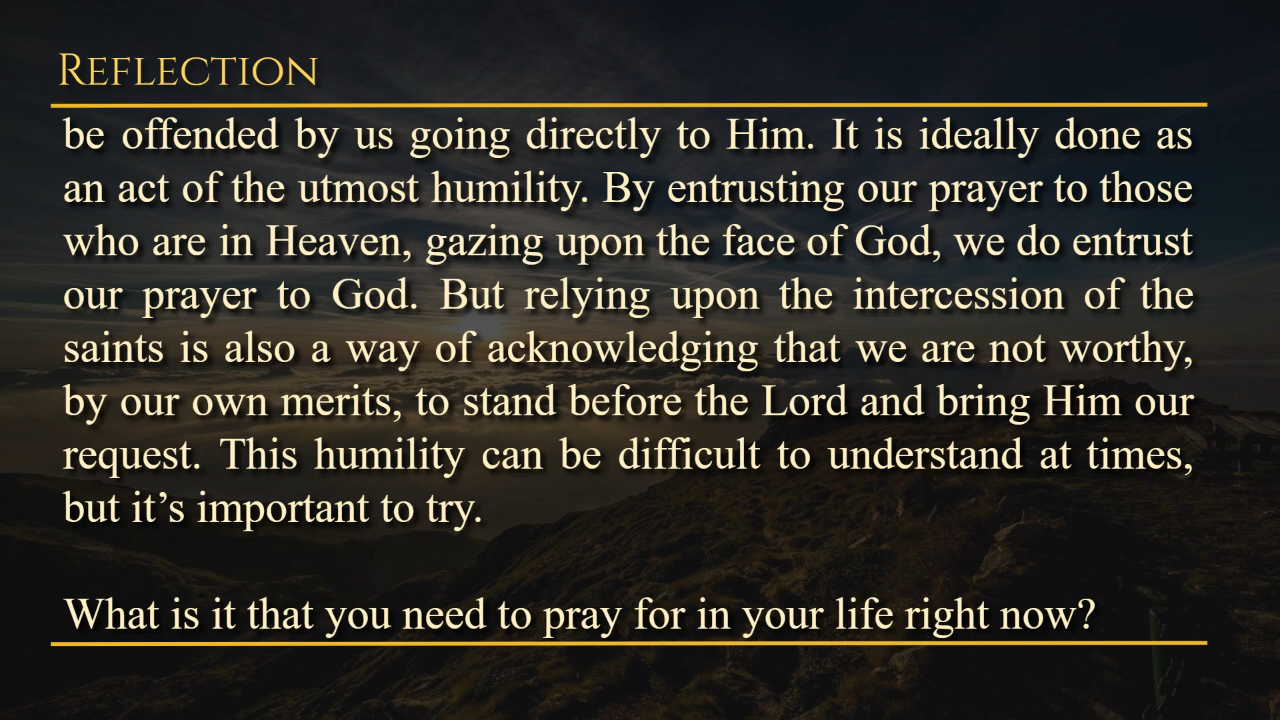 Reflection
be offended by us going directly to Him. It is ideally done as
an act of the utmost humility. By entrusting our prayer to those
who are in Heaven, gazing upon the face of God, we do entrust
our prayer to God. But relying upon the intercession of the
saints is also a way of acknowledging that we are not worthy,
by our own merits, to stand before the Lord and bring Him our
request. This humility can be difficult to understand at times,
but it’s important to try.
What is it that you need to pray for in your life right now?